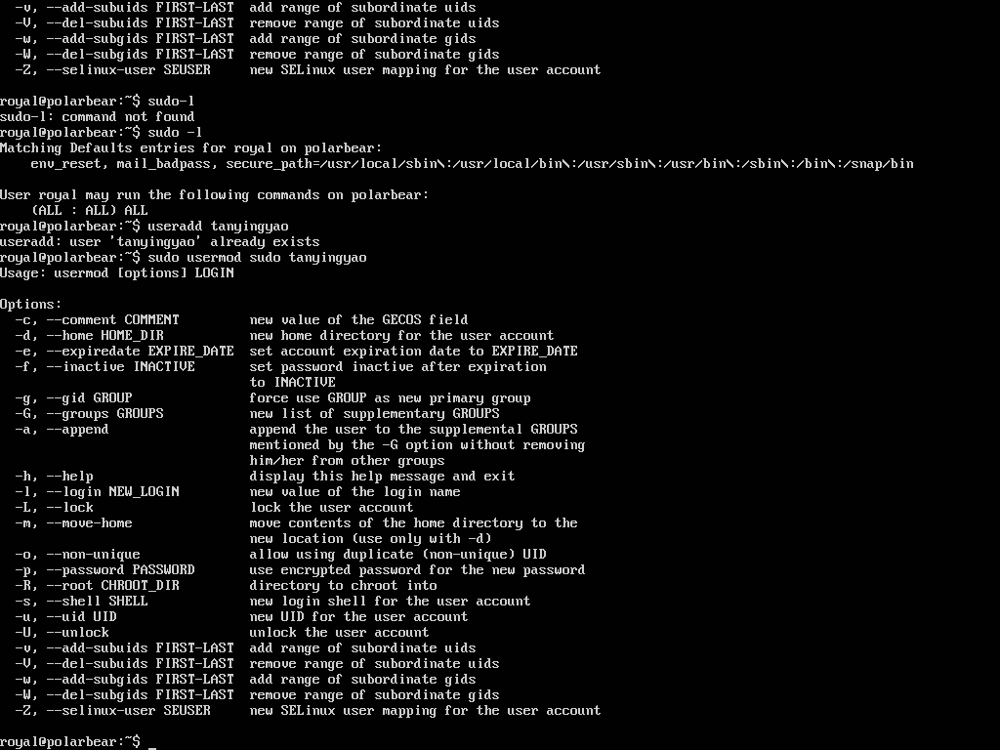 -v, --add-subuids FIRST-LAST  add range of subordinate uids
  -V, --del-subuids FIRST-LAST  remove range of subordinate uids
  -w, --add-subgids FIRST-LAST  add range of subordinate gids
  -W, --del-subgids FIRST-LAST  remove range of subordinate gids
  -Z, --selinux-user SEUSER     new SELinux user mapping for the user account

royal@polarbear:~$ sudo-l
sudo-l: command not found
royal@polarbear:~$ sudo -l
Matching Defaults entries for royal on polarbear:
    env_reset, mail_badpass, secure_path=/usr/local/sbin\:/usr/local/bin\:/usr/sbin\:/usr/bin\:/sbin\:/bin\:/snap/bin

User royal may run the following commands on polarbear:
    (ALL : ALL) ALL
royal@polarbear:~$ useradd tanyingyao
useradd: user 'tanyingyao' already exists
royal@polarbear:~$ sudo usermod sudo tanyingyao
Usage: usermod [options] LOGIN

Options:
  -c, --comment COMMENT         new value of the GECOS field
  -d, --home HOME_DIR           new home directory for the user account
  -e, --expiredate EXPIRE_DATE  set account expiration date to EXPIRE_DATE
  -f, --inactive INACTIVE       set password inactive after expiration
                                to INACTIVE
  -g, --gid GROUP               force use GROUP as new primary group
  -G, --groups GROUPS           new list of supplementary GROUPS
  -a, --append                  append the user to the supplemental GROUPS
                                mentioned by the -G option without removing
                                him/her from other groups
  -h, --help                    display this help message and exit
  -l, --login NEW_LOGIN         new value of the login name
  -L, --lock                    lock the user account
  -m, --move-home               move contents of the home directory to the
                                new location (use only with -d)
  -o, --non-unique              allow using duplicate (non-unique) UID
  -p, --password PASSWORD       use encrypted password for the new password
  -R, --root CHROOT_DIR         directory to chroot into
  -s, --shell SHELL             new login shell for the user account
  -u, --uid UID                 new UID for the user account
  -U, --unlock                  unlock the user account
  -v, --add-subuids FIRST-LAST  add range of subordinate uids
  -V, --del-subuids FIRST-LAST  remove range of subordinate uids
  -w, --add-subgids FIRST-LAST  add range of subordinate gids
  -W, --del-subgids FIRST-LAST  remove range of subordinate gids
  -Z, --selinux-user SEUSER     new SELinux user mapping for the user account

royal@polarbear:~$ _